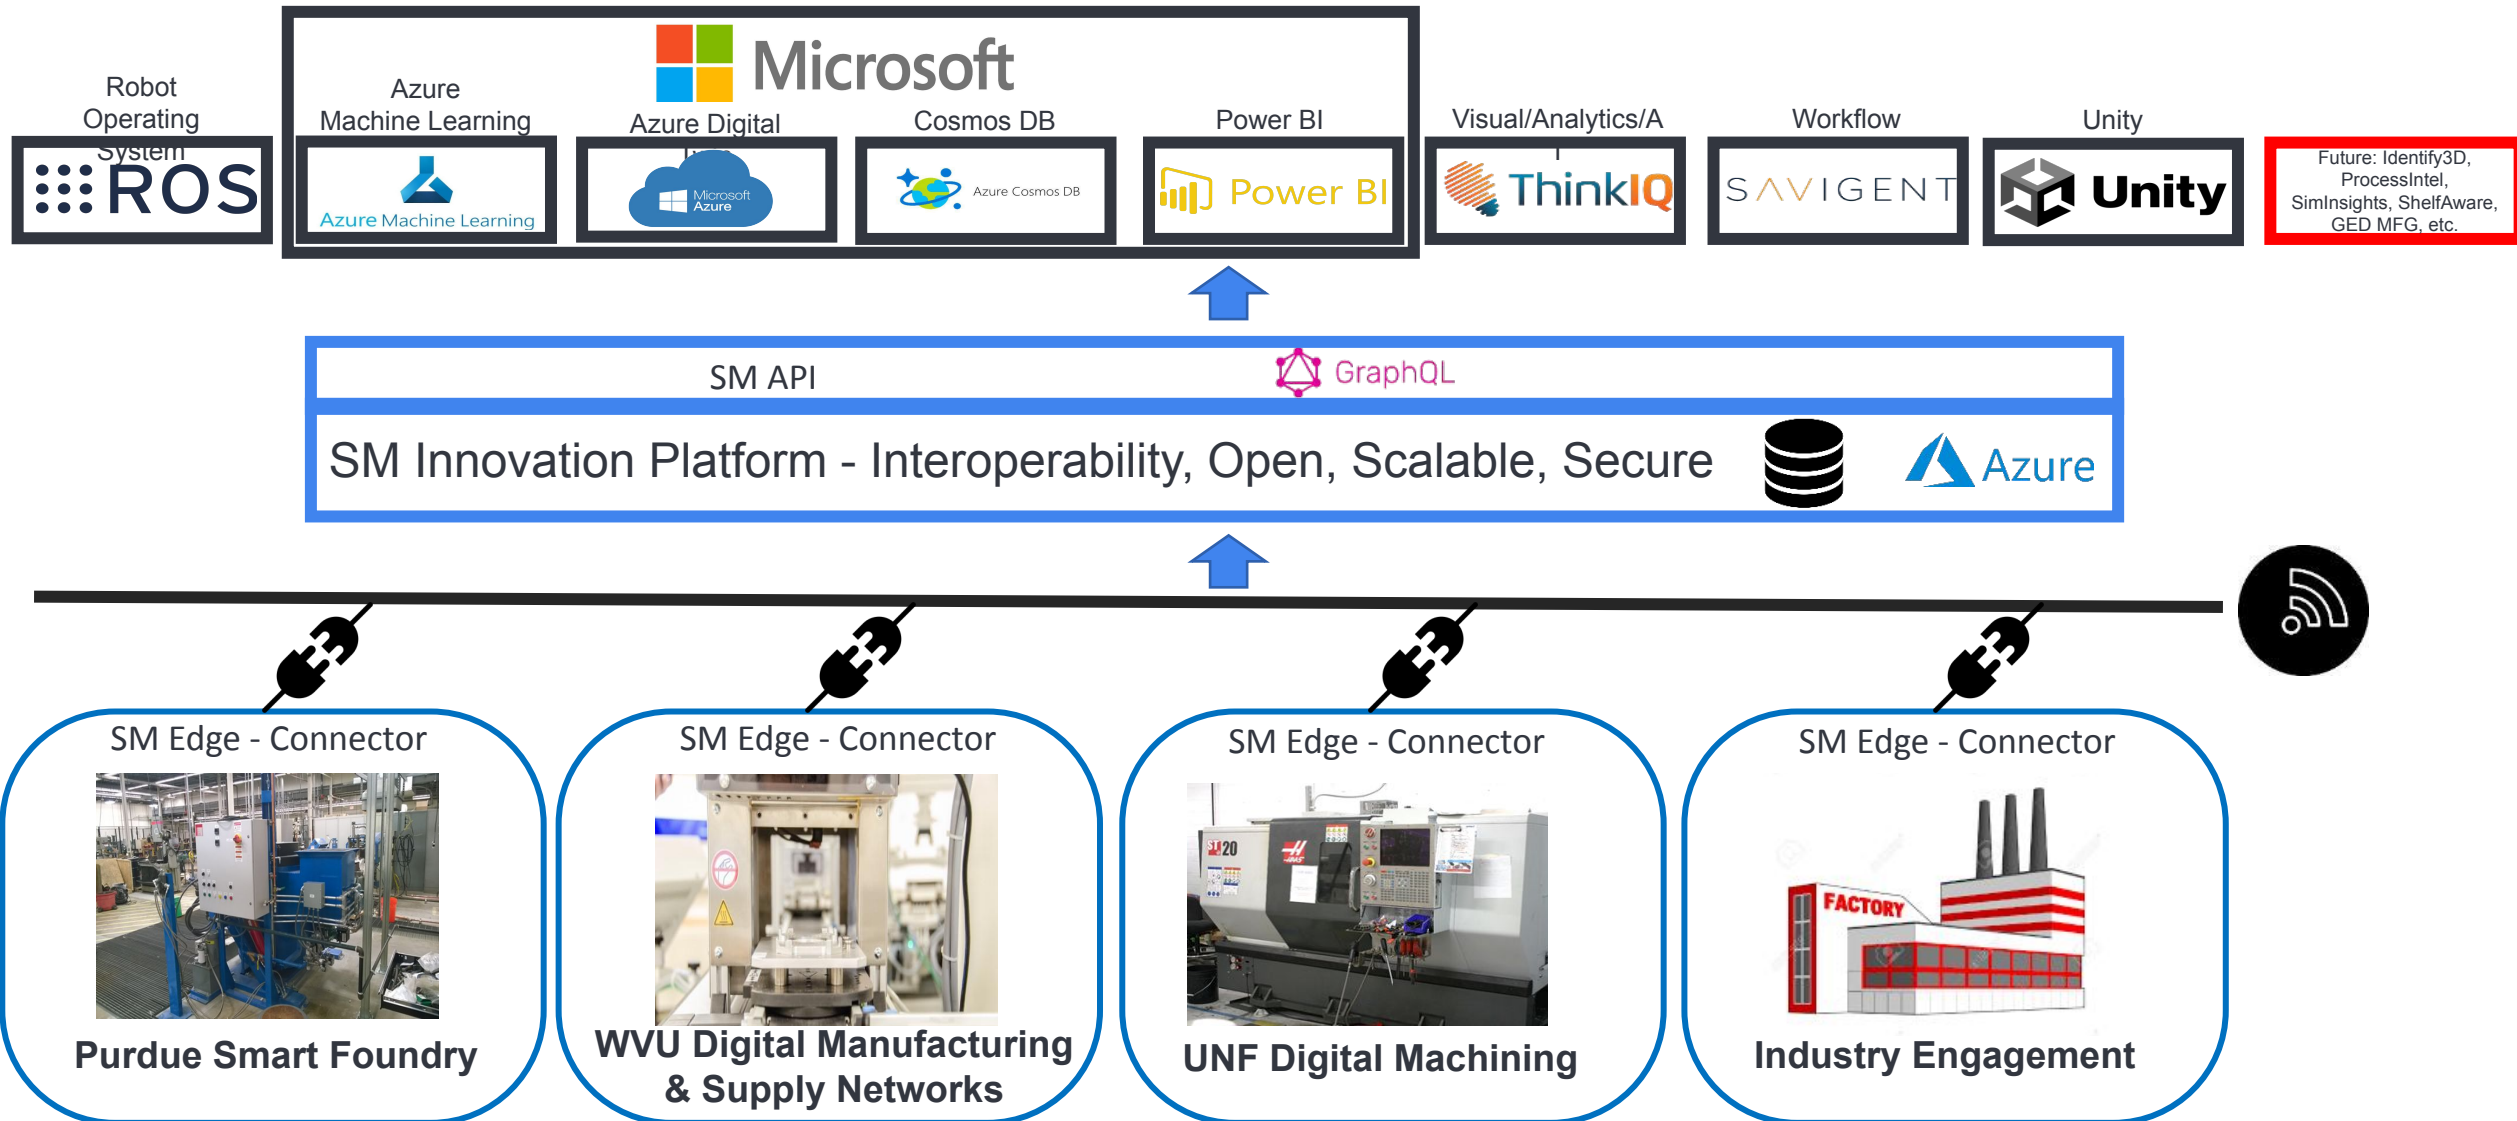 Microsoft
Robot
Operating
System
Azure
Machine Learning
Azure Digital
Cosmos DB
Power BI
Visual/Analytics/A
I
Workflow
Unity
ROS
Azure Machine Learning
Microsoft
Azure
Azure Cosmos DB
Power BI
ThinkIQ
SAVIGENT
Unity
Future: Identify3D,
ProcessIntel,
SimInsights, ShelfAware,
GED MFG, etc.
SM API
GraphQL
SM Innovation Platform - Interoperability, Open, Scalable, Secure
Azure
SM Edge - Connector
SM Edge - Connector
SM Edge - Connector
SM Edge - Connector
ST 20
HAAS
FACTORY
Purdue Smart Foundry
WVU Digital Manufacturing
& Supply Networks
UNF Digital Machining
Industry Engagement